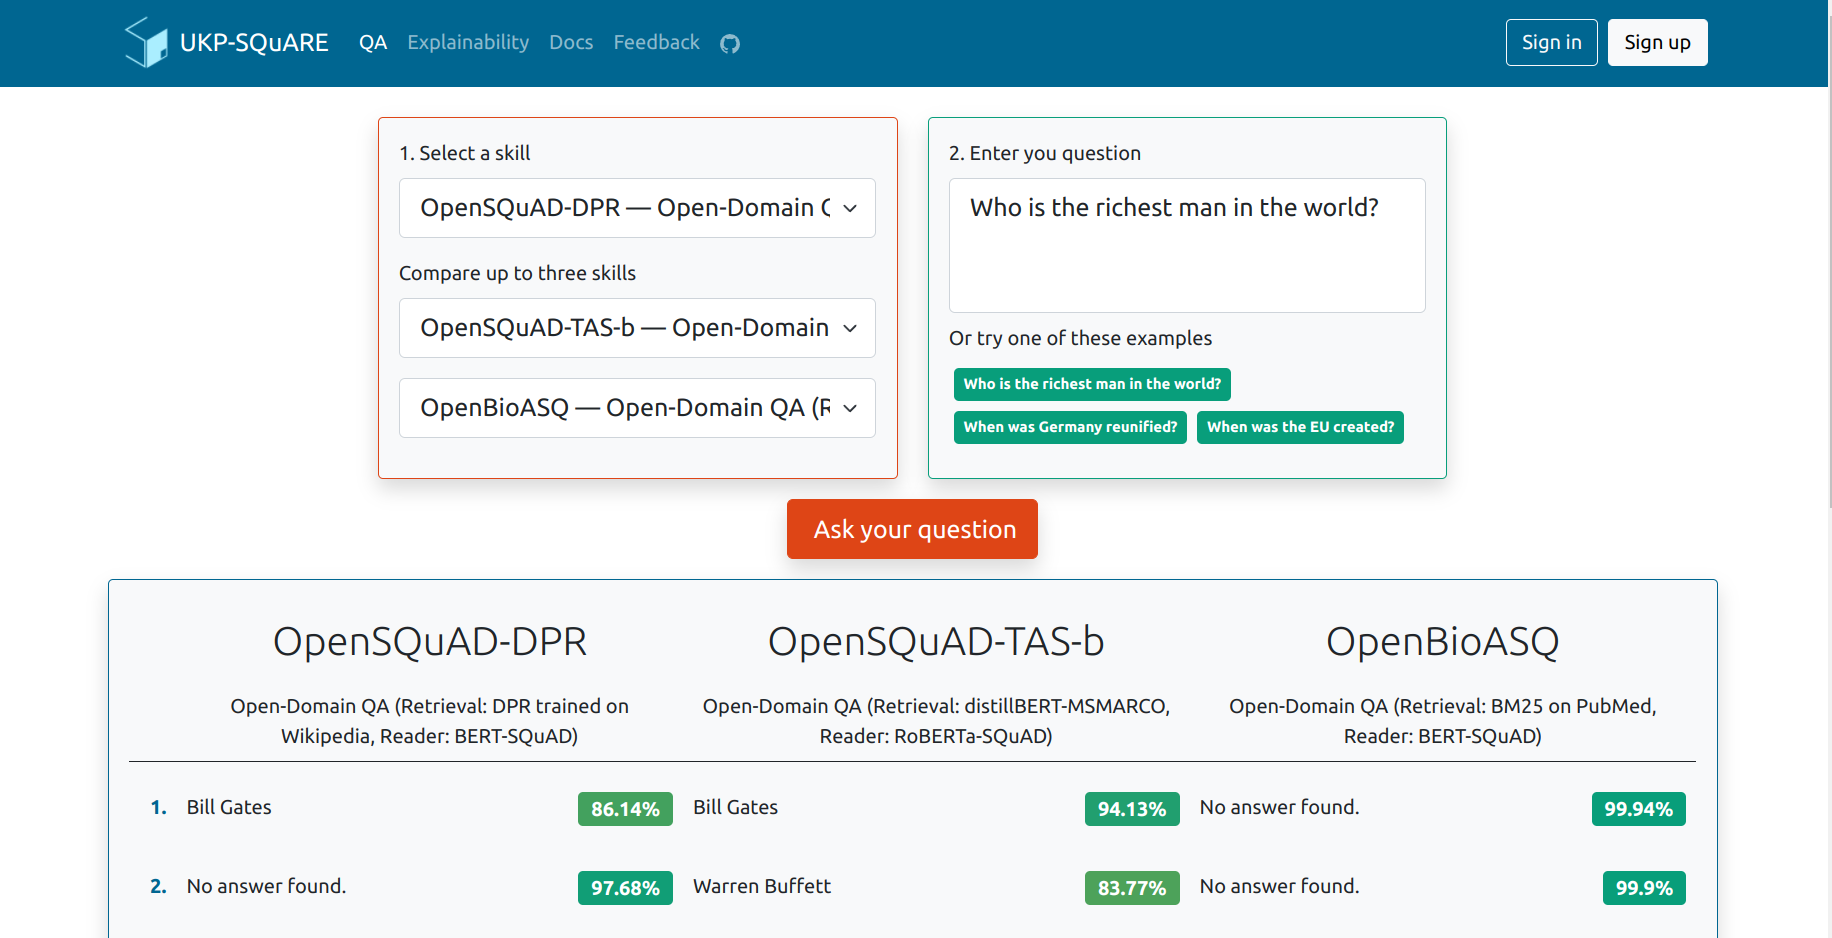 UKP-SQuARE QA Explainability Docs Feedback Sign in Sign up
1. Select a skill
OpenSQuAD-DPR — Open-Domain
Compare up to three skills
OpenSQuAD-TAS-b — Open-Domain
OpenBioASQ — Open-Domain QA
2. Enter you question
Who is the richest man in the world?
Or try one of these examples
Who is the richest man in the world?
When was Germany reunified? When was the EU created?
Ask your question
OpenSQuAD-DPR OpenSQuAD-TAS-b OpenBioASQ
Open-Domain QA (Retrieval: DPR trained on Open-Domain QA (Retrieval: distillBERT-MSMARCO, Open-Domain QA (Retrieval: BM25 on PubMed,
Wikipedia, Reader: BERT-SQuAD) Reader: RoBERTa-SQuAD) Reader: BERT-SQuAD)
1. Bill Gates 86.14% Bill Gates 94.13% No answer found. 99.94%
2. No answer found. 97.68% Warren Buffett 83.77% No answer found. 99.9%